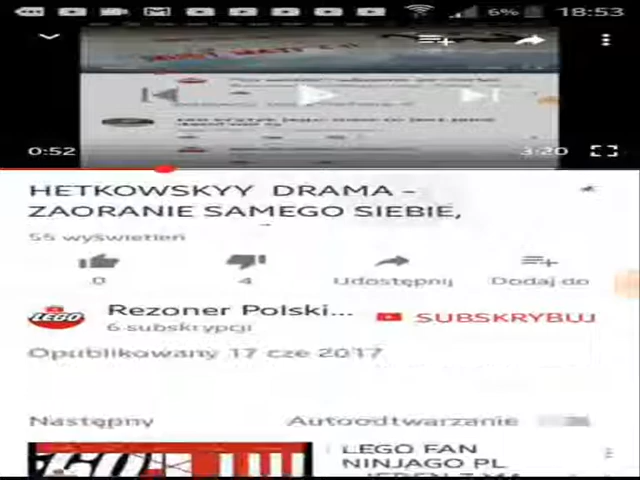 6% 18:53
0:52 3:20
HETKOWSKYY DRAMA -
ZAORANIE SAMEGO SIEBIE,
55 wyświetleń
0 4 Udostępnij Dodaj do
LEGO Rezoner Polski... SUBSKRYBUJ
6 subskrypcji
Opublikowany 17 cze 2017
Następny Autoodtwarzanie
LEGO FAN
NINJAGO PL